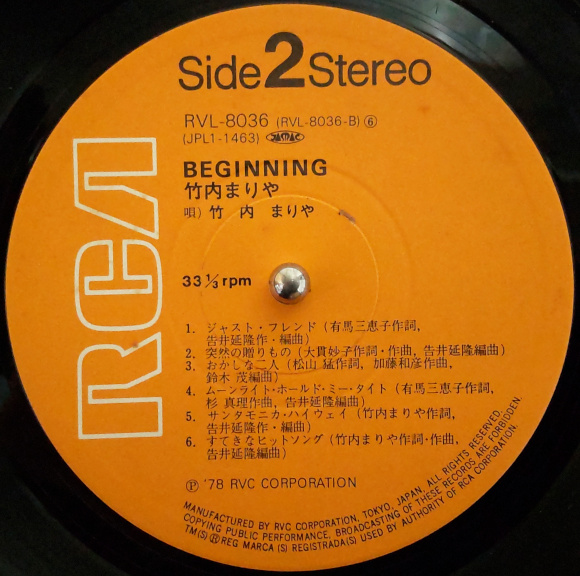 Side 2 Stereo
RVL-8036 (RVL-8036-B) ⑥
(JPL1-1463) JASRAC
BEGINNING
竹内まりや
唄) 竹 内 まりや
RCA
33 1/3 rpm
1. ジャスト・フレンド (有馬三恵子作詞,
告井延隆作・編曲)
2. 突然の贈りもの (大貫妙子作詞・作曲, 告井延隆編曲)
3. おかしな二人 (松山 猛作詞, 加藤和彦作曲,
鈴木 茂編曲)
4. ムーンライト・ホールド・ミー・タイト (有馬三恵子作詞,
杉 真理作曲, 告井延隆編曲)
5. サンタモニカ・ハイウェイ (竹内まりや作詞,
告井延隆作・編曲)
6. すてきなヒットソング (竹内まりや作詞・作曲,
告井延隆編曲)
℗ '78 RVC CORPORATION
MANUFACTURED BY RVC CORPORATION, TOKYO, JAPAN, ALL RIGHTS RESERVED.
COPYING PUBLIC PERFORMANCE, BROADCASTING OF THESE RECORDS ARE FORBIDDEN.
TM(S) ® REG MARCA (S) REGISTRADA(S) USED BY AUTHORITY OF RCA CORPORATION.